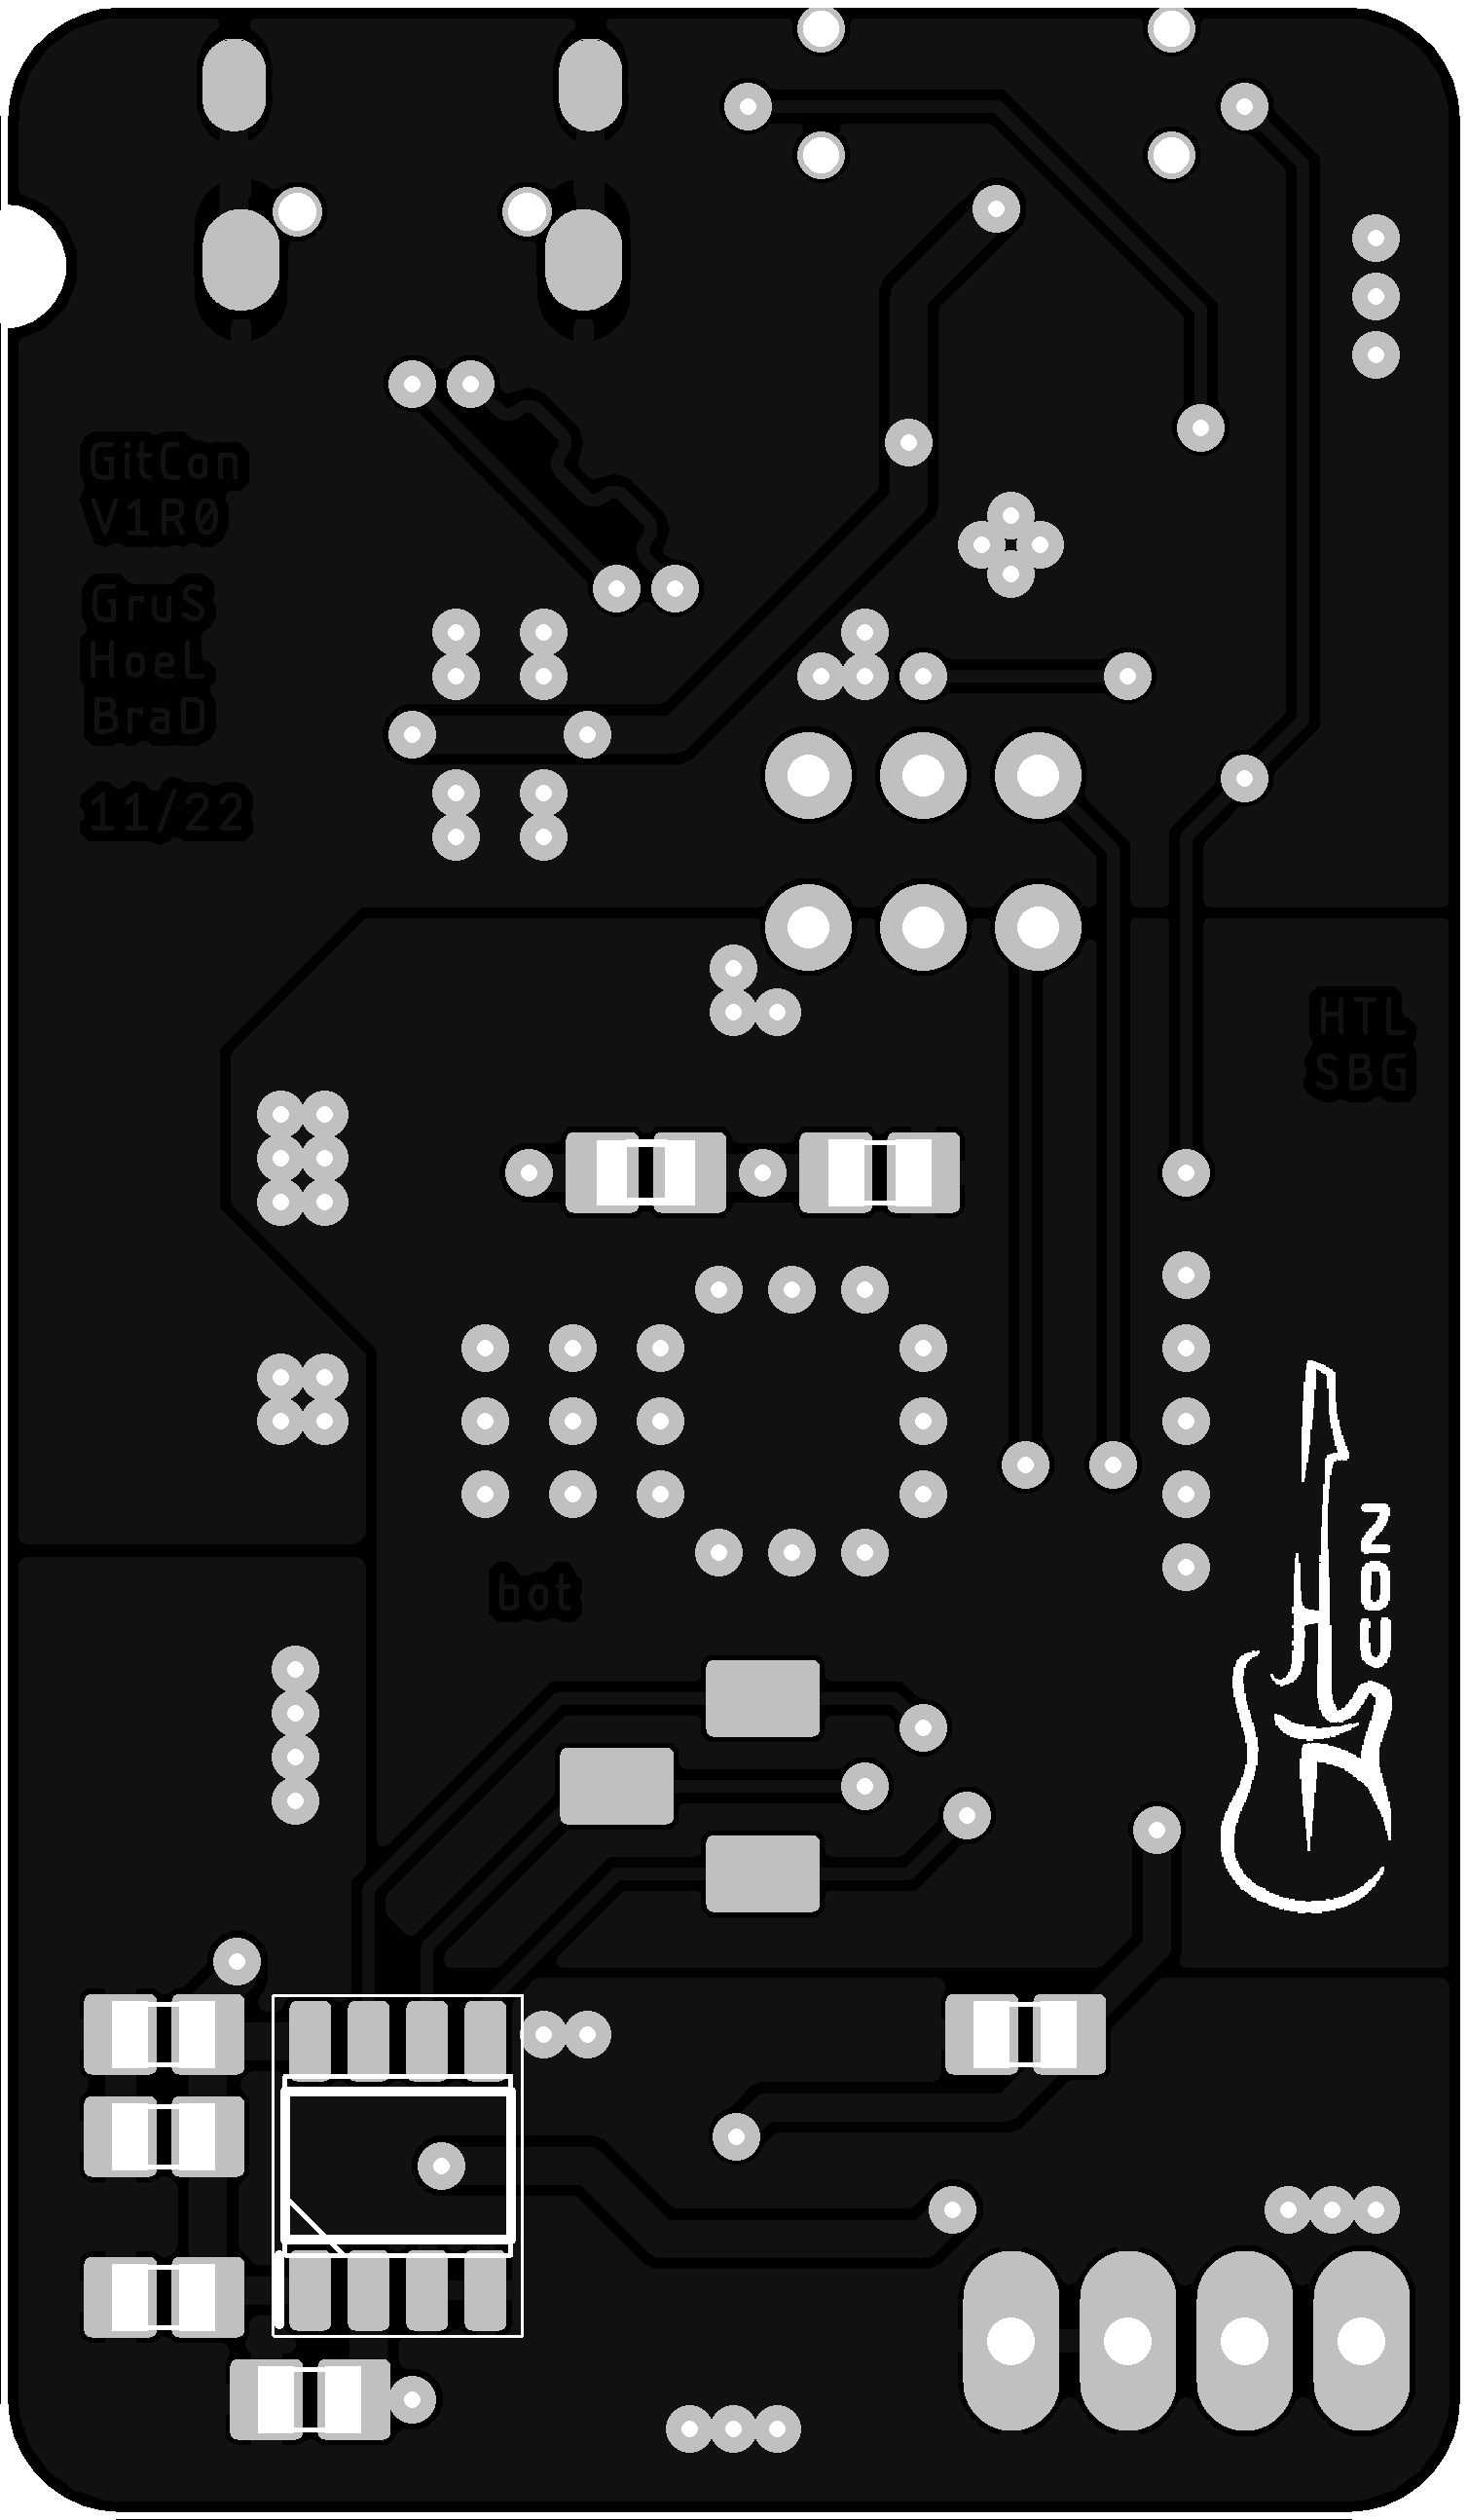 GitCon
V1R0
GruS
HoeL
BraD
11/22
HTL
SBG
CON
bot